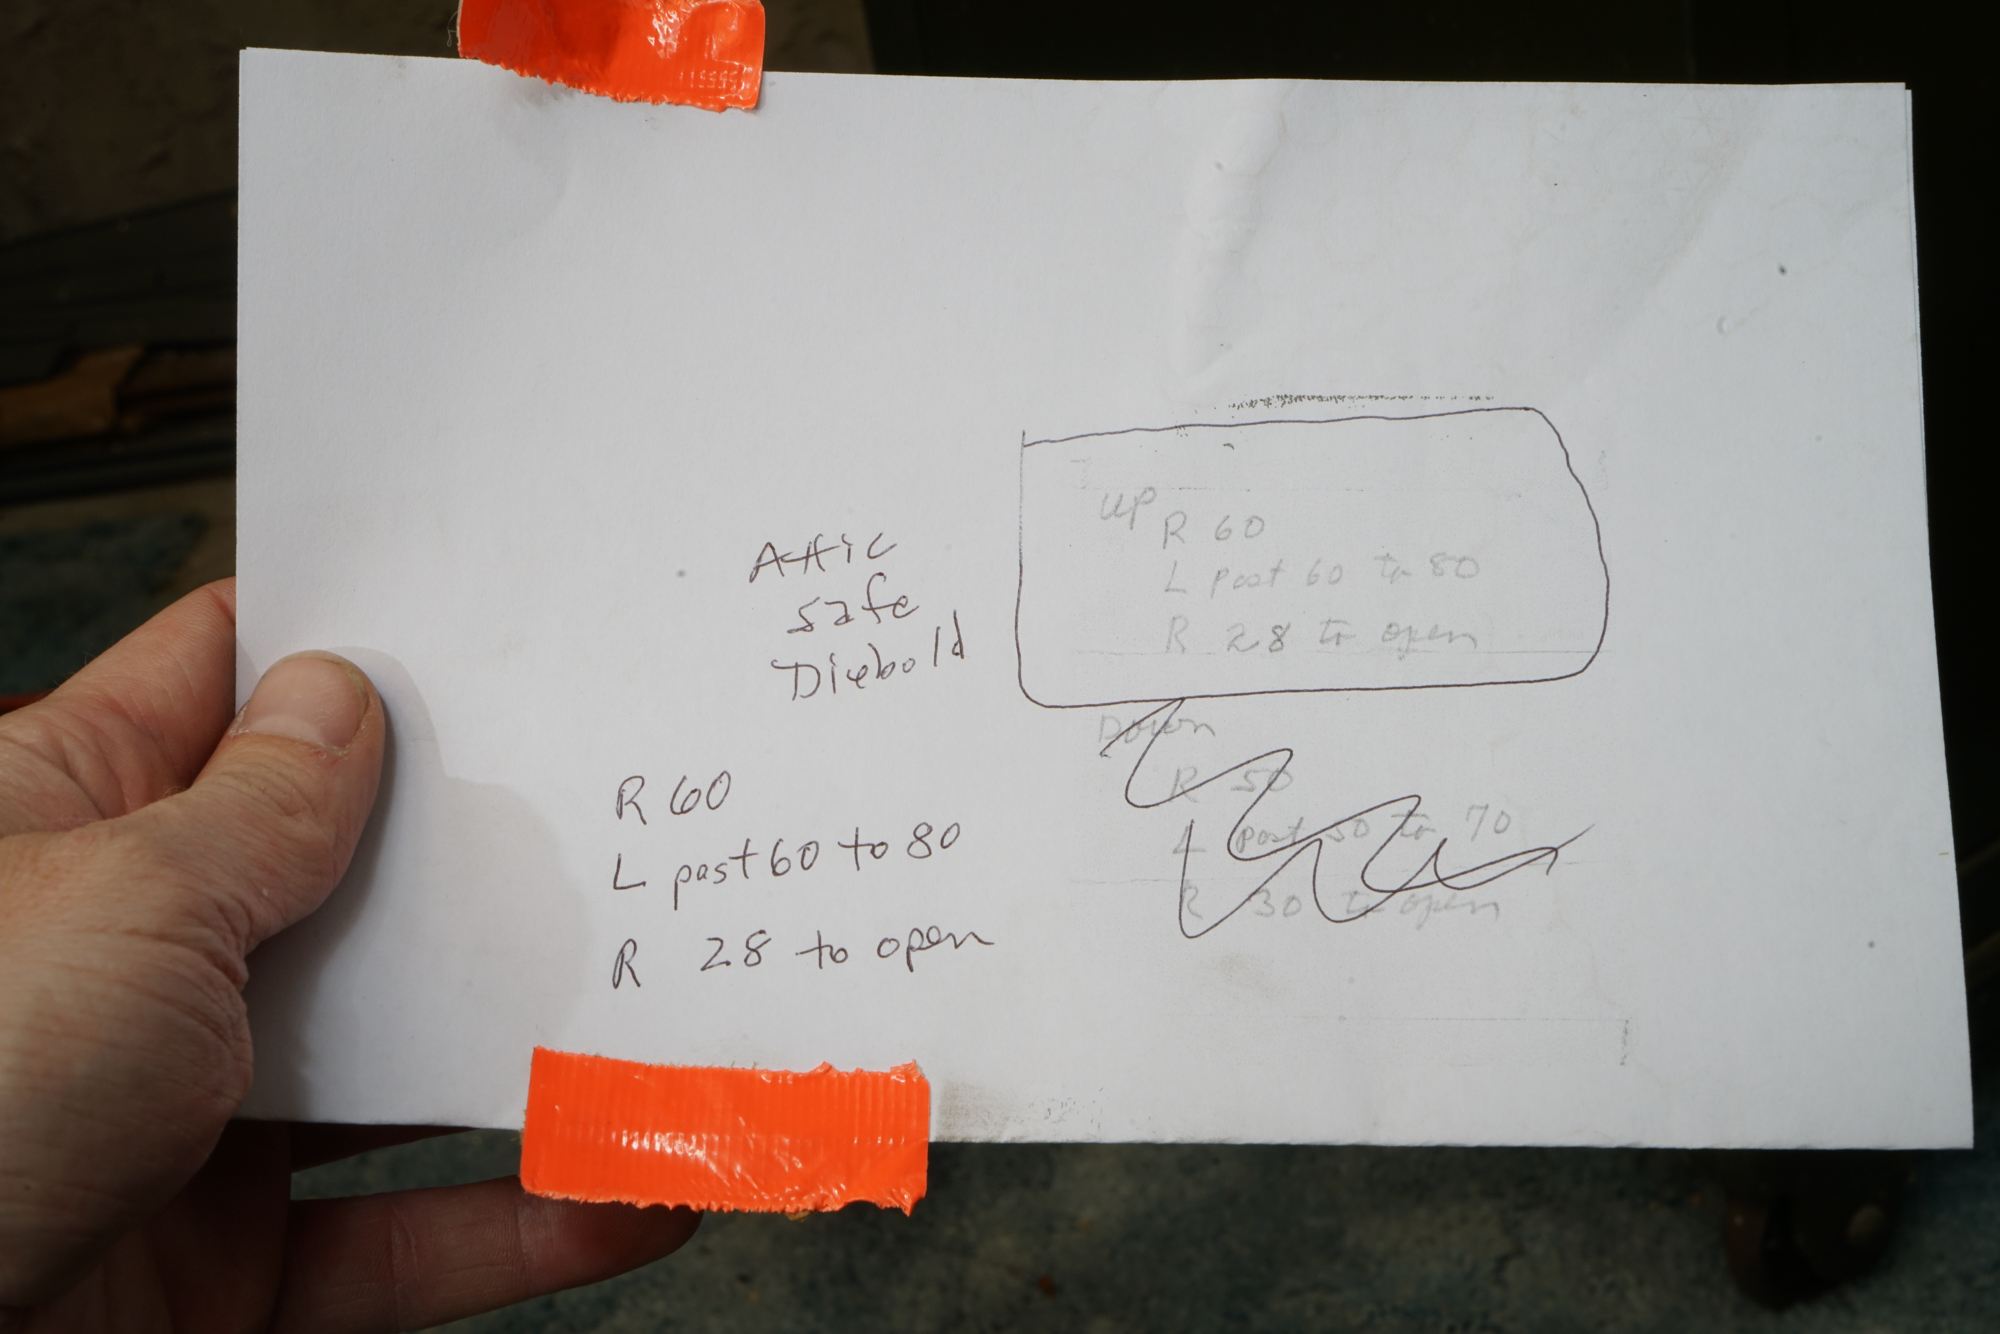 Attic
safe
Diebold
R 60
L past 60 to 80
R 28 to open
UP
R 60
L past 60 to 80
R 28 to open
Down
R 50
L past 50 to 70
R 30 to open